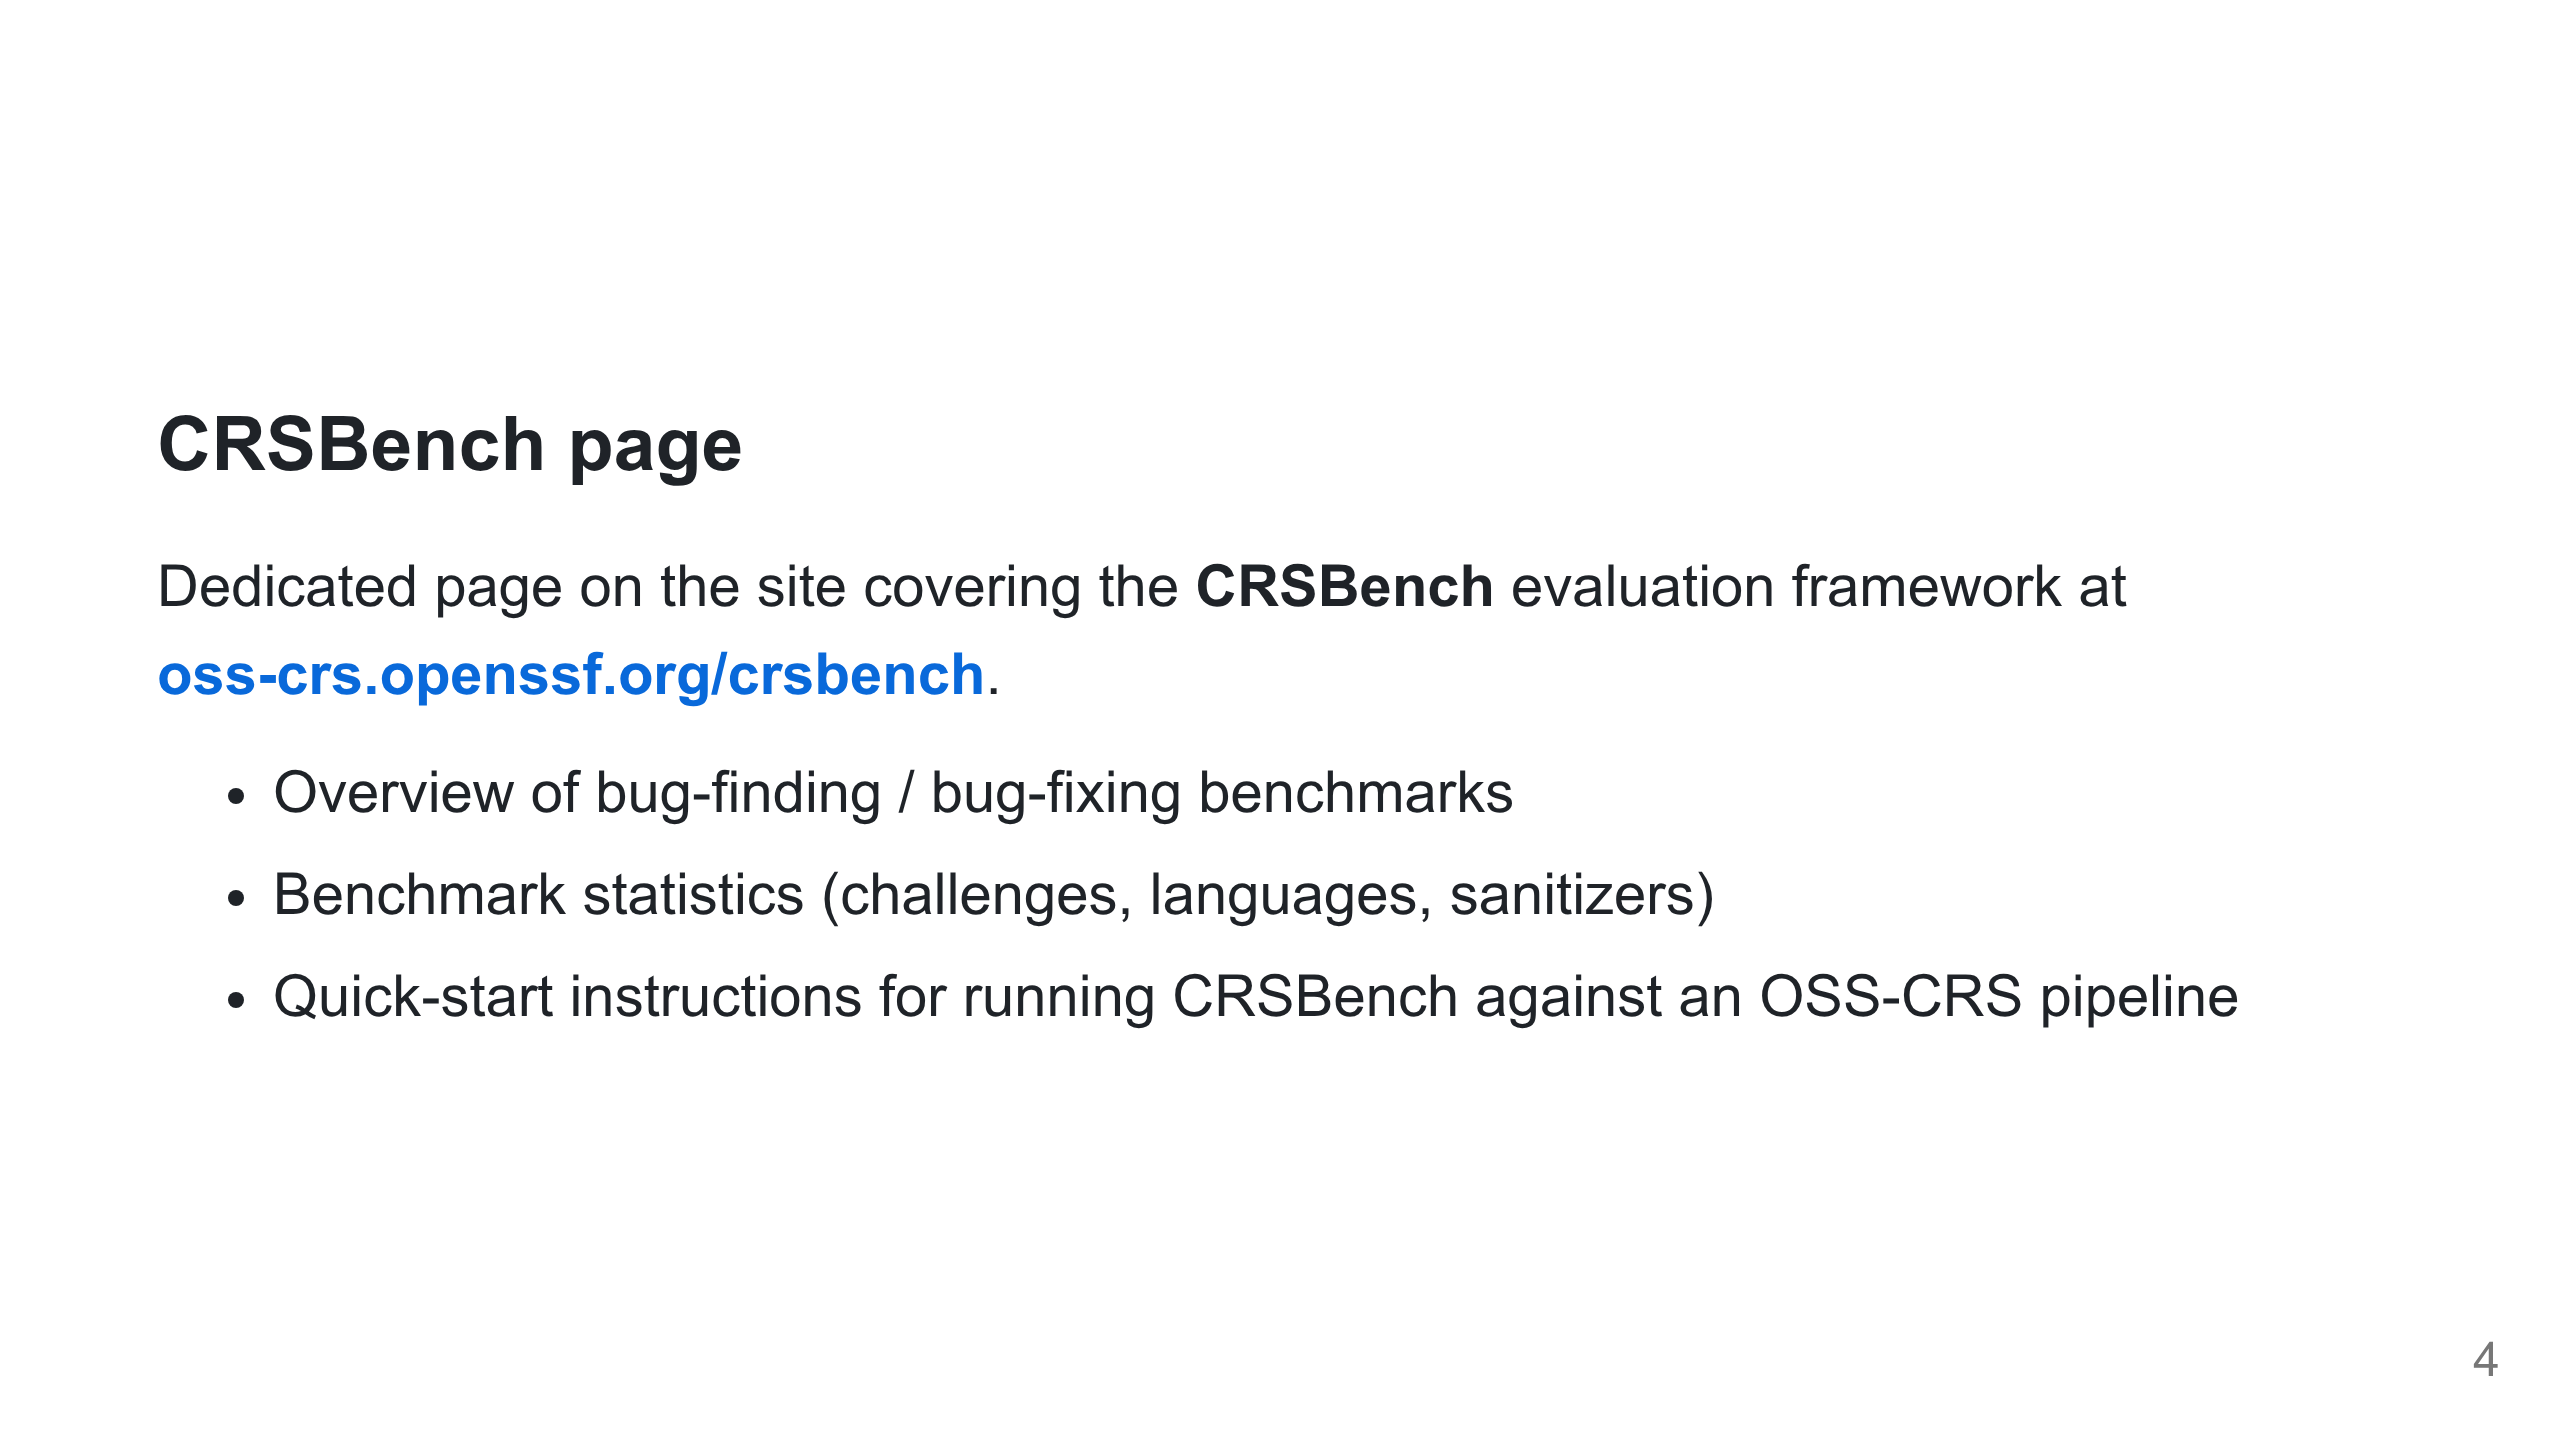 CRSBench page
Dedicated page on the site covering the CRSBench evaluation framework at
oss-crs.openssf.org/crsbench.
• Overview of bug-finding / bug-fixing benchmarks
• Benchmark statistics (challenges, languages, sanitizers)
• Quick-start instructions for running CRSBench against an OSS-CRS pipeline
4